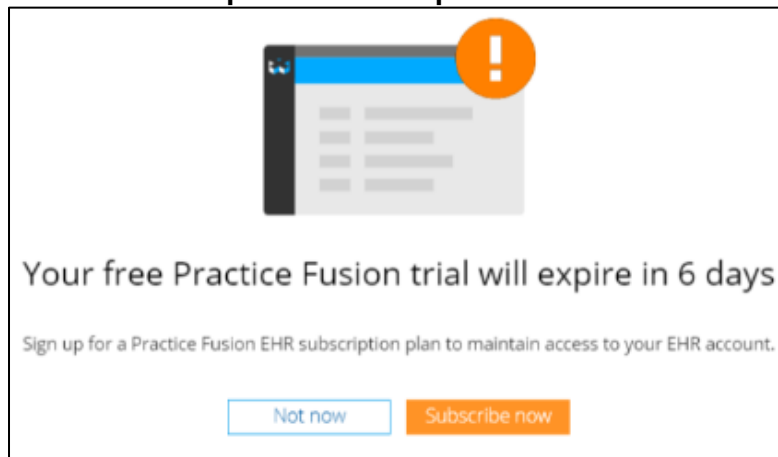 Your free Practice Fusion trial will expire in 6 days
Sign up for a Practice Fusion EHR subscription plan to maintain access to your EHR account.
Not now
Subscribe now